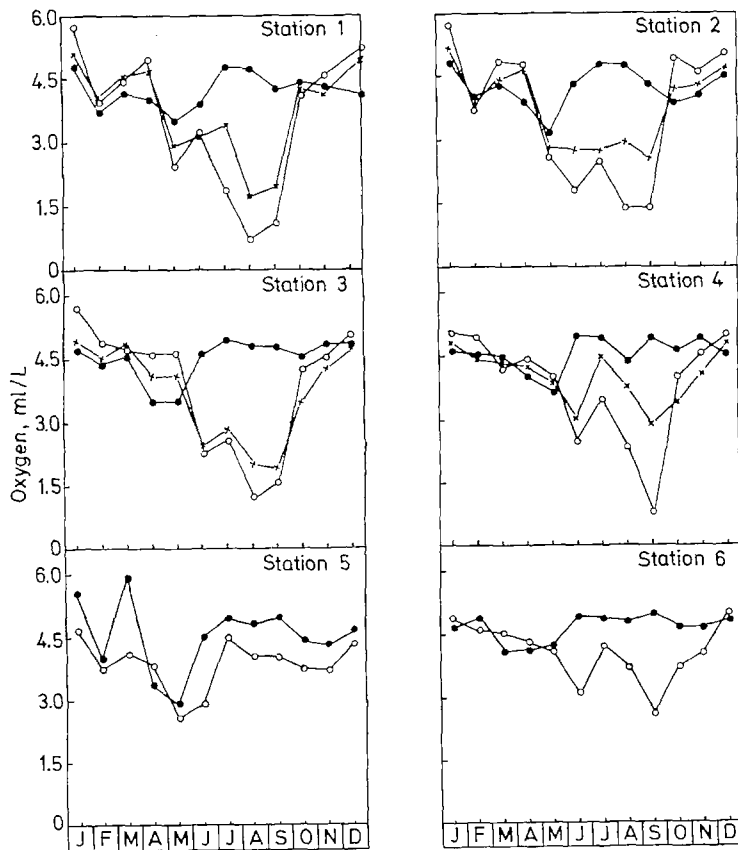 6.0
4.5
3.0
1.5
0
Station 1
Station 2
6.0
4.5
3.0
1.5
0
Station 3
Station 4
Oxygen, ml/L
6.0
4.5
3.0
1.5
0
Station 5
Station 6
J F M A M J J A S O N D
J F M A M J J A S O N D